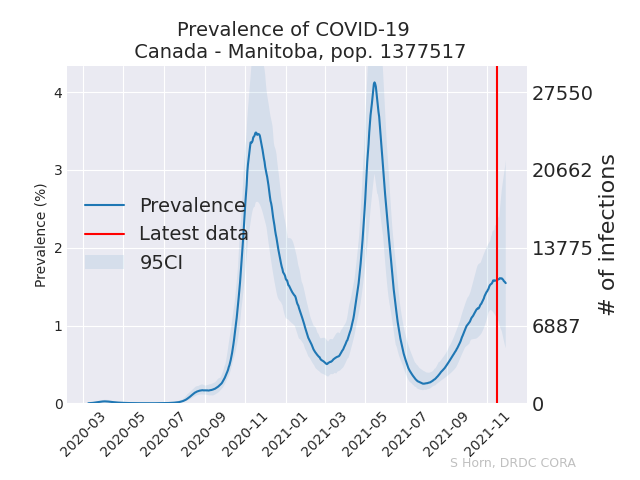 Prevalence of COVID-19
Canada - Manitoba, pop. 1377517
Prevalence (%)
4
3
2
1
0
Prevalence
Latest data
95CI
27550
20662
13775
6887
0
# of infections
2020-03
2020-05
2020-07
2020-09
2020-11
2021-01
2021-03
2021-05
2021-07
2021-09
2021-11
S Horn, DRDC CORA